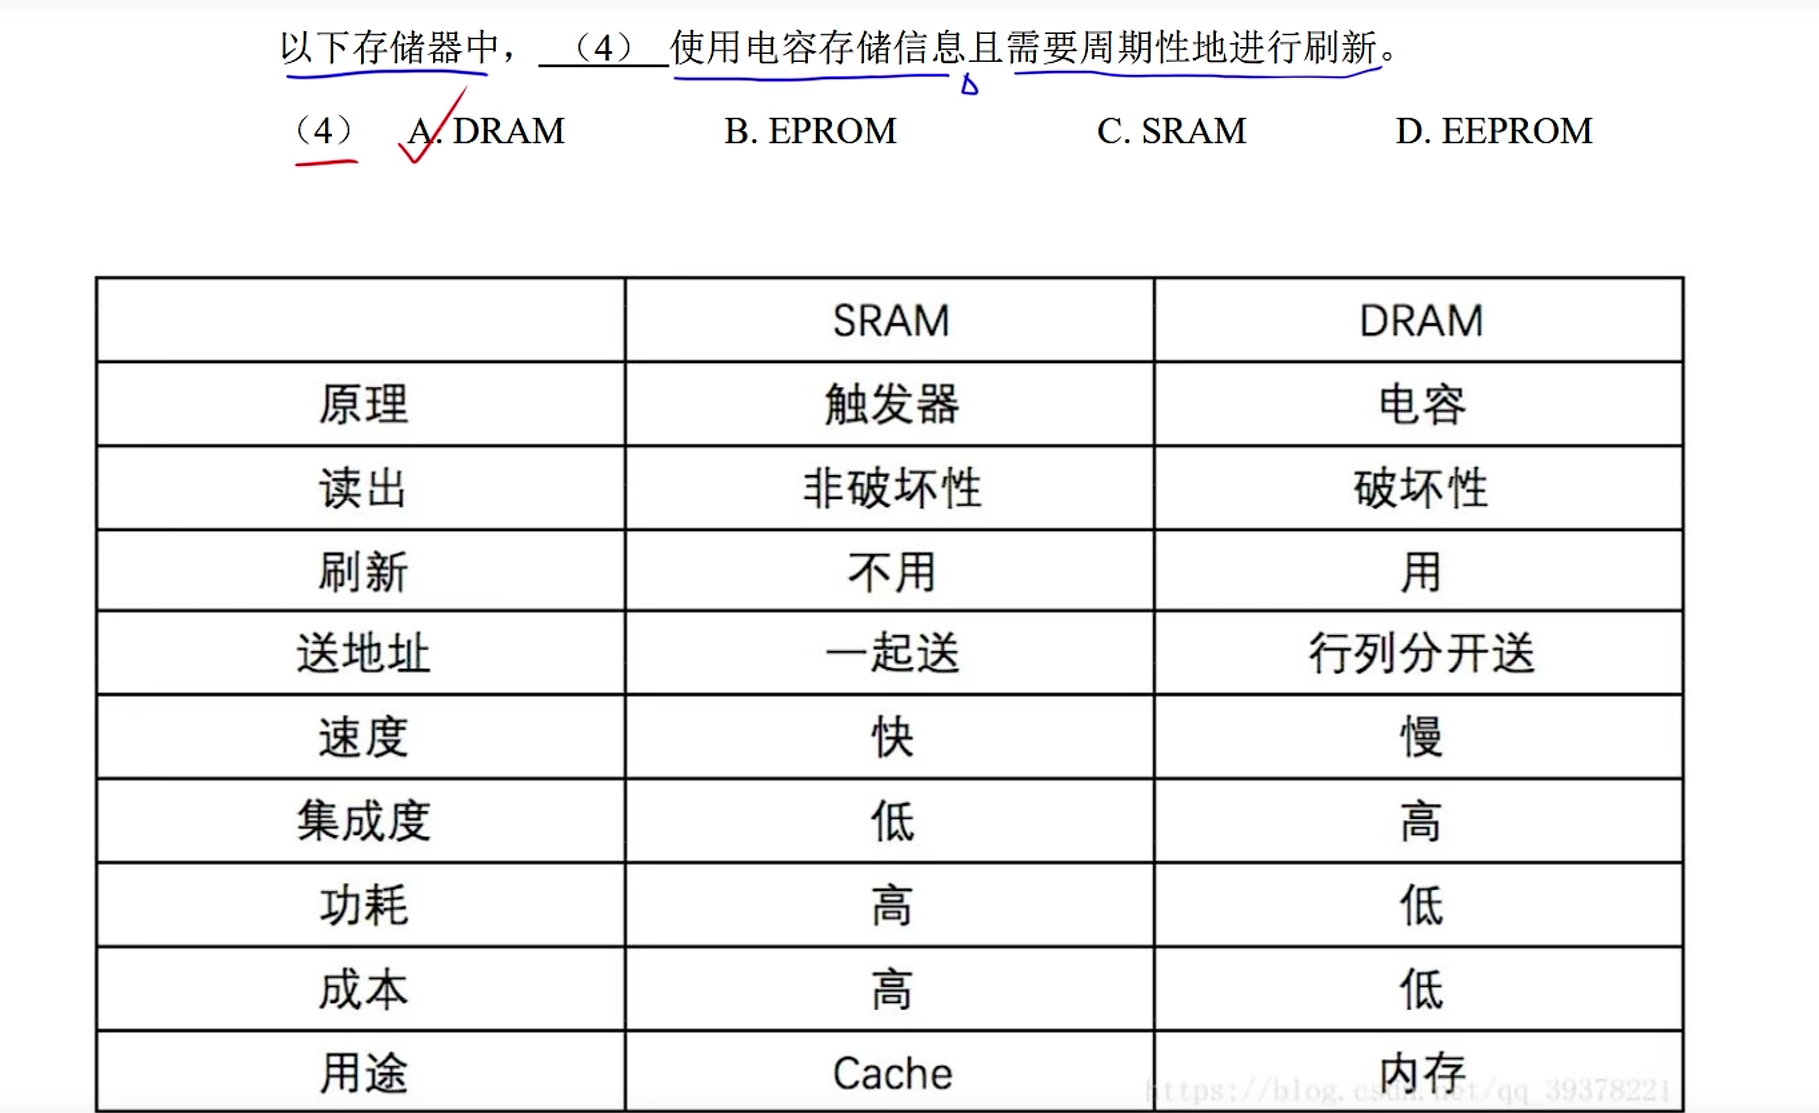 以下存储器中，（4）使用电容存储信息且需要周期性地进行刷新。
（4） A. DRAM B. EPROM C. SRAM D. EEPROM
SRAM DRAM
原理 触发器 电容
读出 非破坏性 破坏性
刷新 不用 用
送地址 一起送 行列分开送
速度 快 慢
集成度 低 高
功耗 高 低
成本 高 低
用途 Cache 内存
https://blog.csdn.net/qq_39378221